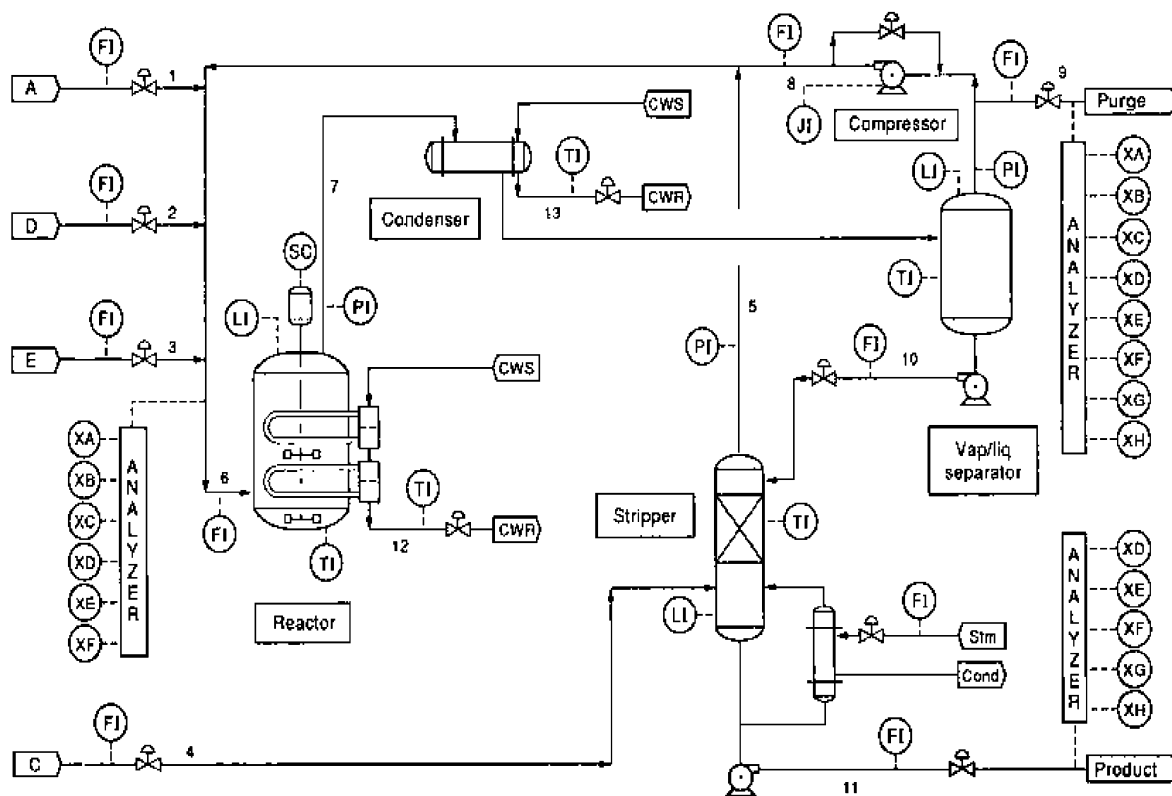 FI
FI
9
FI
1
8
A
CWS
Purge
JI
Compressor
TI
XA
LI
PI
FI
7
XB
CWR
13
2
Condenser
XC
D
ANALYZER
SC
XD
TI
FI
PI
5
XE
LI
3
PI
FI
XF
E
CWS
10
XG
XA
XH
ANALYZER
Vap/liq
separator
XB
6
TI
XC
Stripper
TI
FI
CWR
12
XD
TI
XD
XE
ANALYZER
XE
Reactor
LI
FI
XF
XF
Stm
XG
Cond
XH
FI
4
FI
C
Product
11